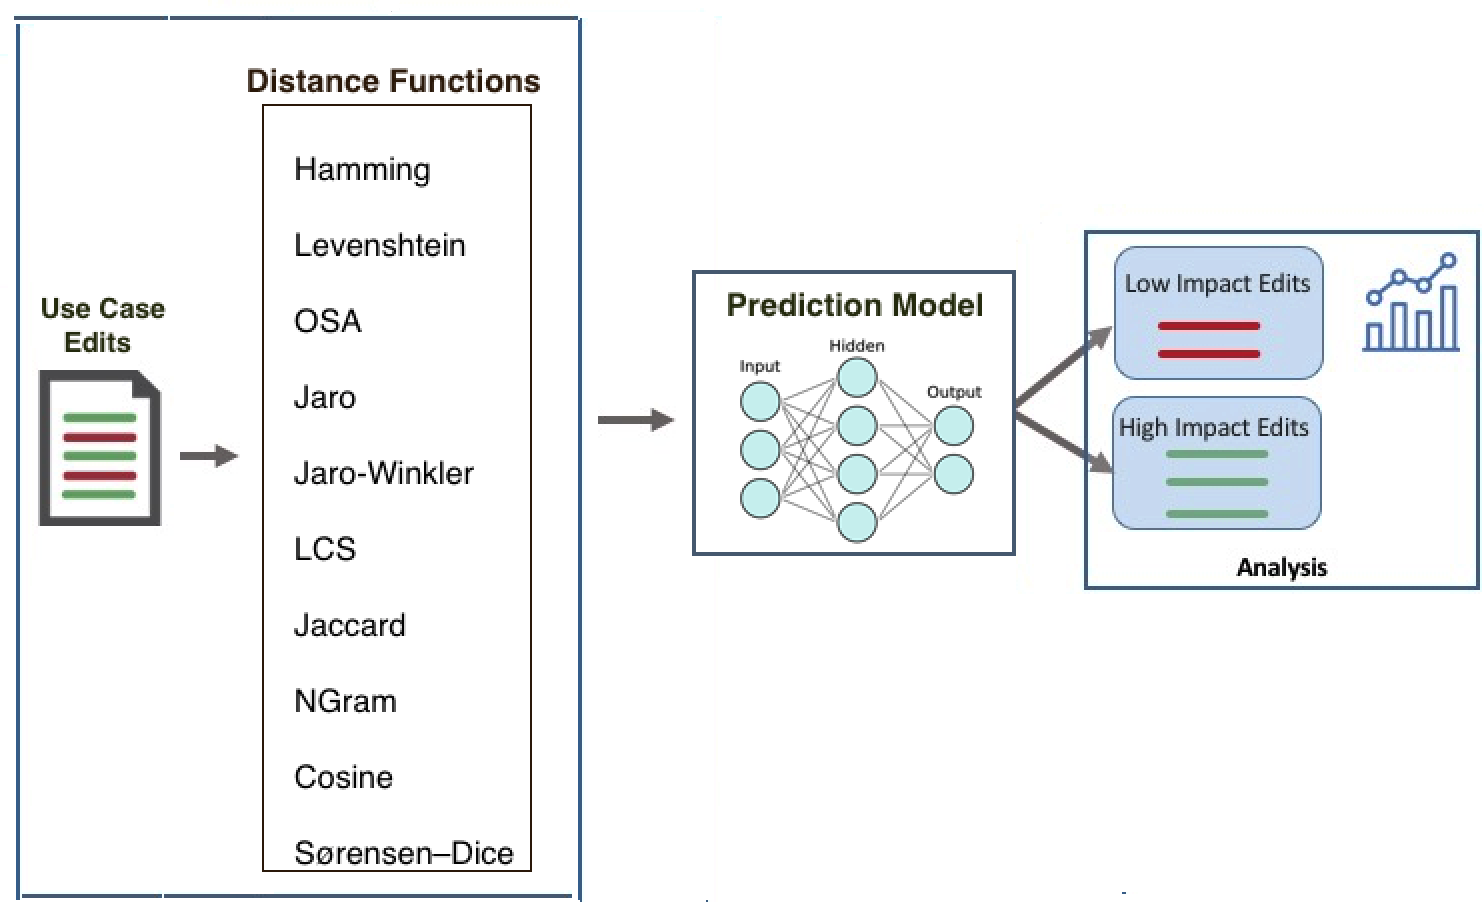 Distance Functions
Hamming
Levenshtein
OSA
Jaro
Jaro-Winkler
LCS
Jaccard
NGram
Cosine
Sørensen–Dice
Use Case
Edits
Prediction Model
Input
Hidden
Output
Low Impact Edits
High Impact Edits
Analysis